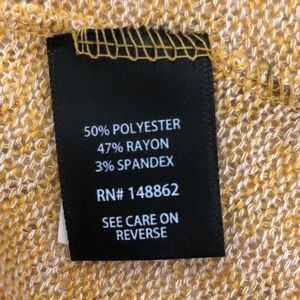 50% POLYESTER
47% RAYON
3% SPANDEX
RN# 148862
SEE CARE ON
REVERSE